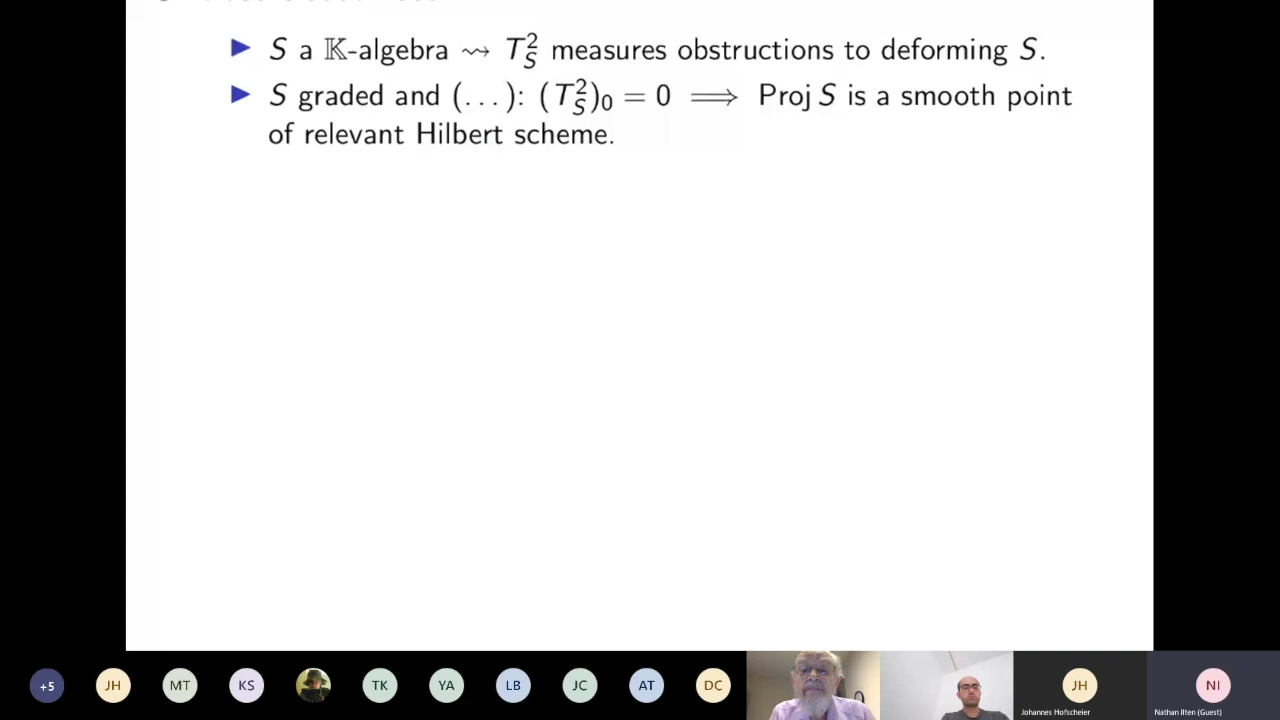 ▶ S a 𝕂-algebra ⇝ T²_S measures obstructions to deforming S.
▶ S graded and (...): (T²_S)₀ = 0 ⟹ Proj S is a smooth point
of relevant Hilbert scheme.
+5 JH MT KS TK YA LB JC AT DC JH NI
Johannes Hofscheier Nathan Ilten (Guest)